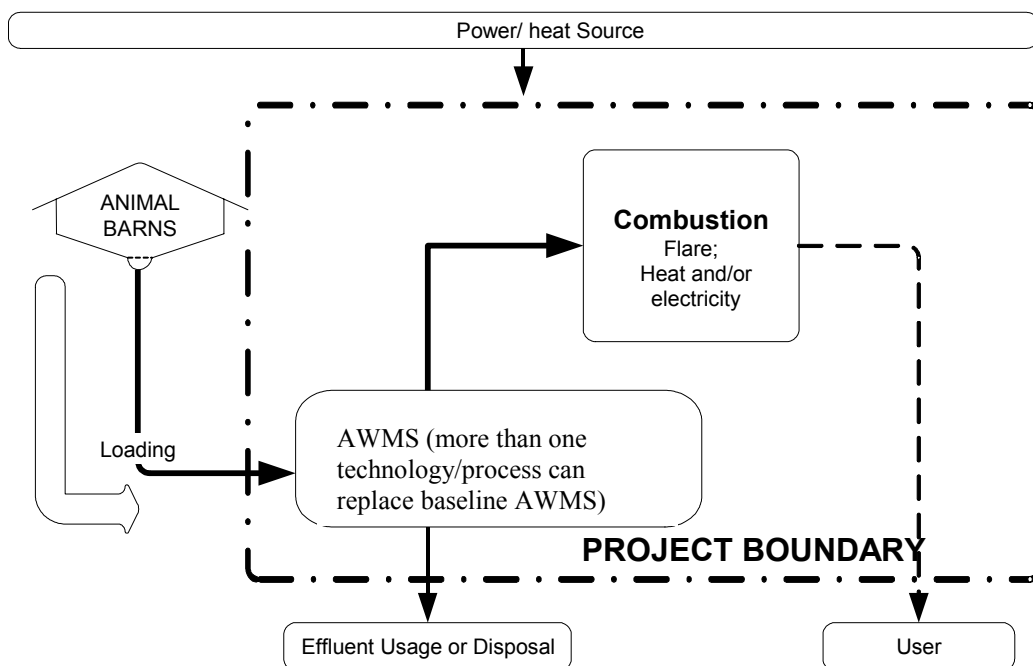 Power/ heat Source
ANIMAL
BARNS
Combustion
Flare;
Heat and/or
electricity
Loading
AWMS (more than one
technology/process can
replace baseline AWMS)
PROJECT BOUNDARY
Effluent Usage or Disposal
User